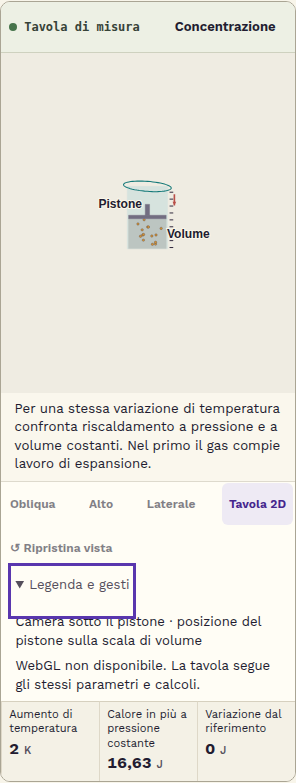 Tavola di misura Concentrazione
Pistone
Volume
Per una stessa variazione di temperatura
confronta riscaldamento a pressione e a
volume costanti. Nel primo il gas compie
lavoro di espansione.
Obliqua Alto Laterale Tavola 2D
↺ Ripristina vista
▼ Legenda e gesti
Camera sotto il pistone · posizione del
pistone sulla scala di volume
WebGL non disponibile. La tavola segue
gli stessi parametri e calcoli.
Aumento di
temperatura
2 K
Calore in più a
pressione
costante
16,63 J
Variazione dal
riferimento
0 J